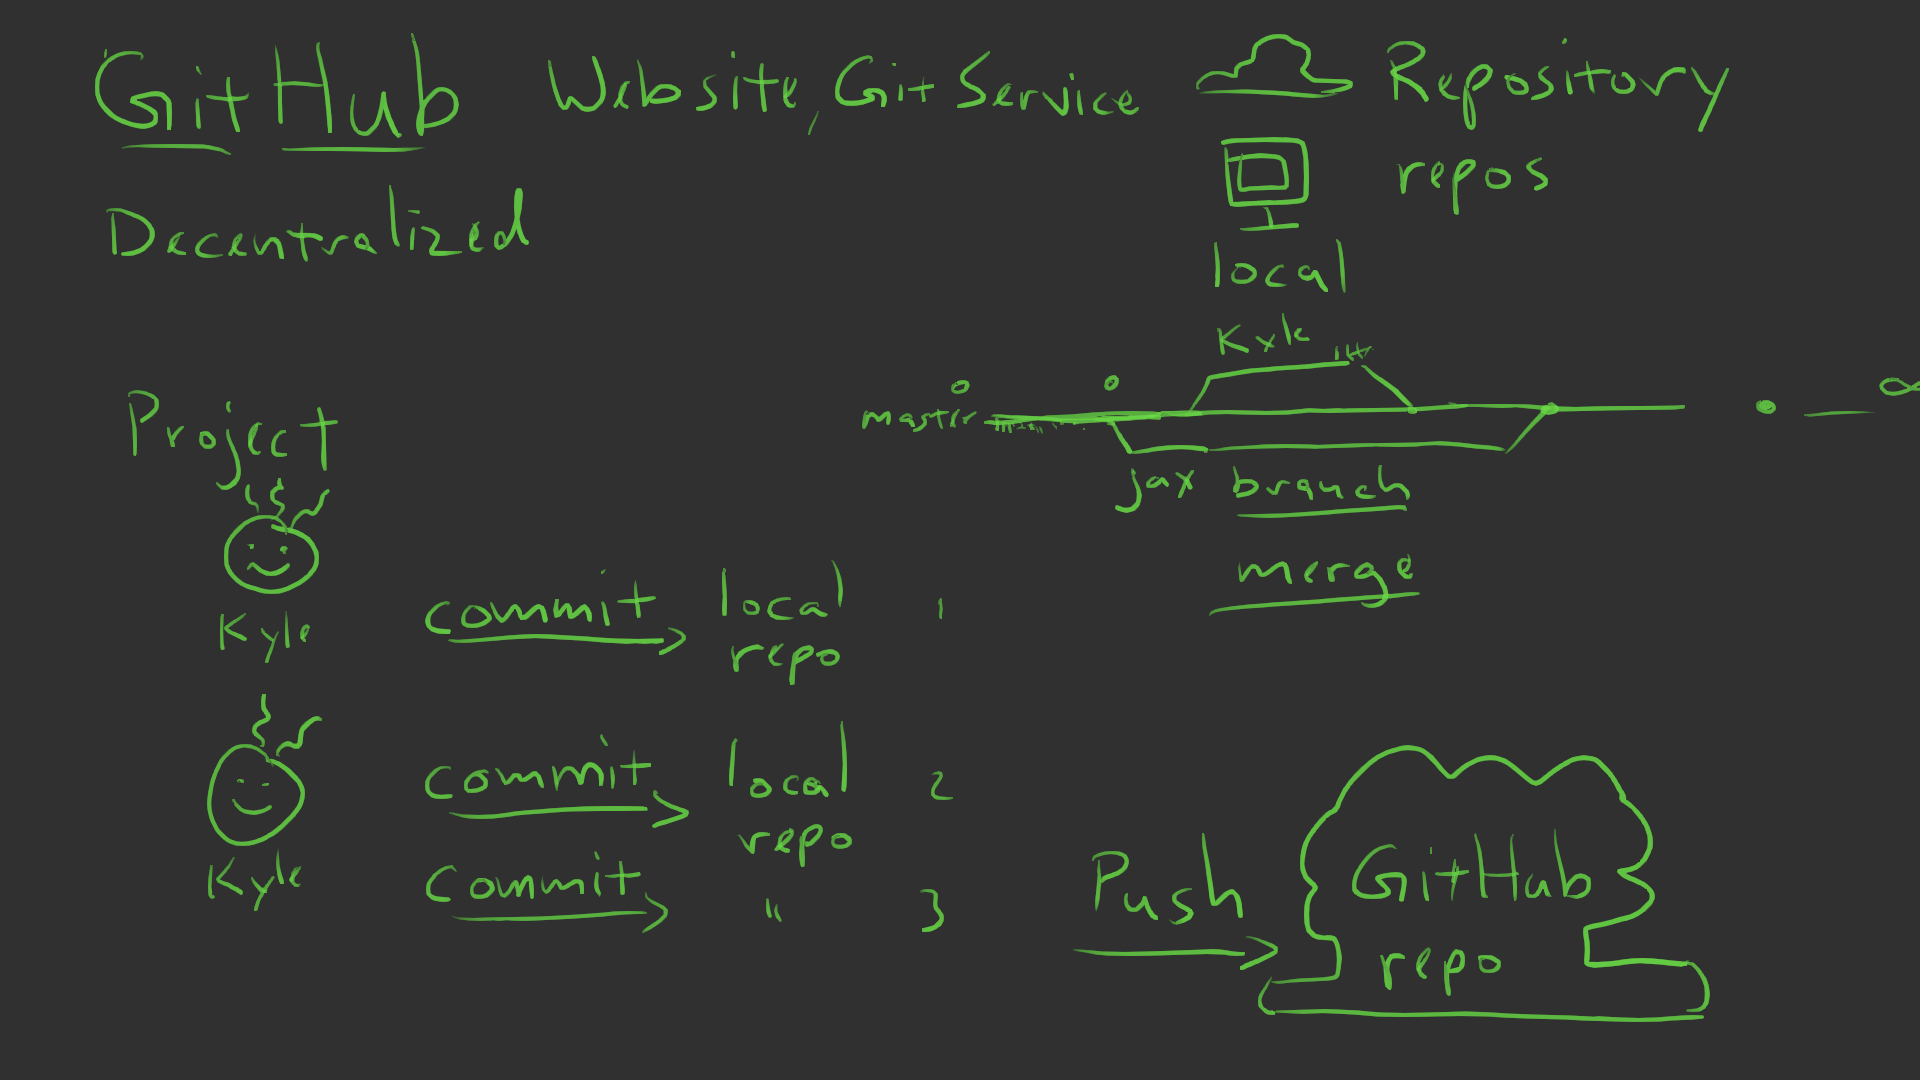 GitHub Website, Git Service Repository
repos
Decentralized
local
Kyle
master
∞
Project
jax branch
merge
Kyle
commit local repo 1
Kyle
commit local repo 2
commit " 3
Push
GitHub
repo